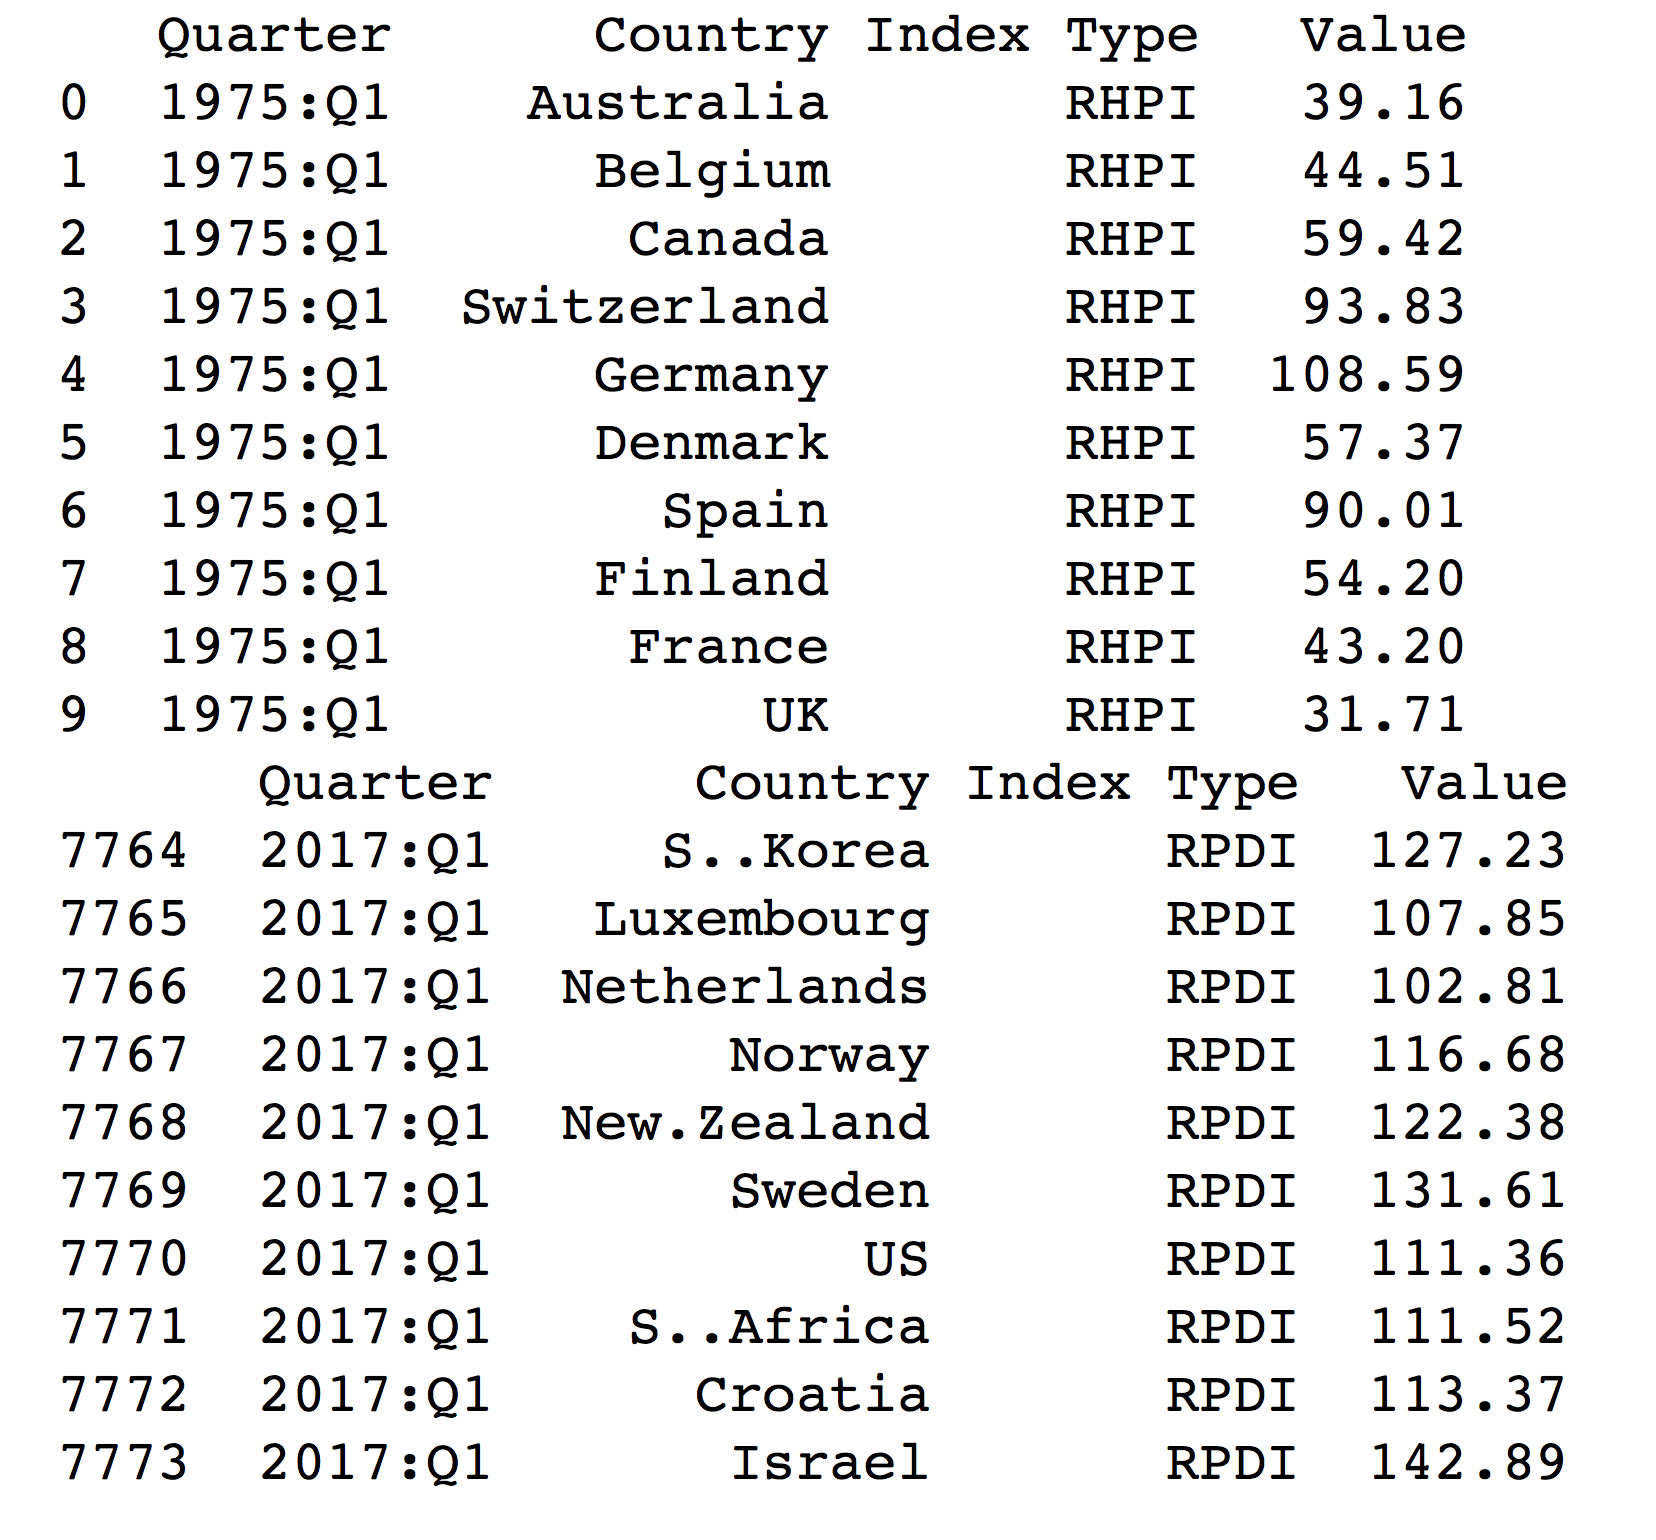 Quarter Country Index Type Value
0 1975:Q1 Australia RHPI 39.16
1 1975:Q1 Belgium RHPI 44.51
2 1975:Q1 Canada RHPI 59.42
3 1975:Q1 Switzerland RHPI 93.83
4 1975:Q1 Germany RHPI 108.59
5 1975:Q1 Denmark RHPI 57.37
6 1975:Q1 Spain RHPI 90.01
7 1975:Q1 Finland RHPI 54.20
8 1975:Q1 France RHPI 43.20
9 1975:Q1 UK RHPI 31.71
Quarter Country Index Type Value
7764 2017:Q1 S..Korea RPDI 127.23
7765 2017:Q1 Luxembourg RPDI 107.85
7766 2017:Q1 Netherlands RPDI 102.81
7767 2017:Q1 Norway RPDI 116.68
7768 2017:Q1 New.Zealand RPDI 122.38
7769 2017:Q1 Sweden RPDI 131.61
7770 2017:Q1 US RPDI 111.36
7771 2017:Q1 S..Africa RPDI 111.52
7772 2017:Q1 Croatia RPDI 113.37
7773 2017:Q1 Israel RPDI 142.89